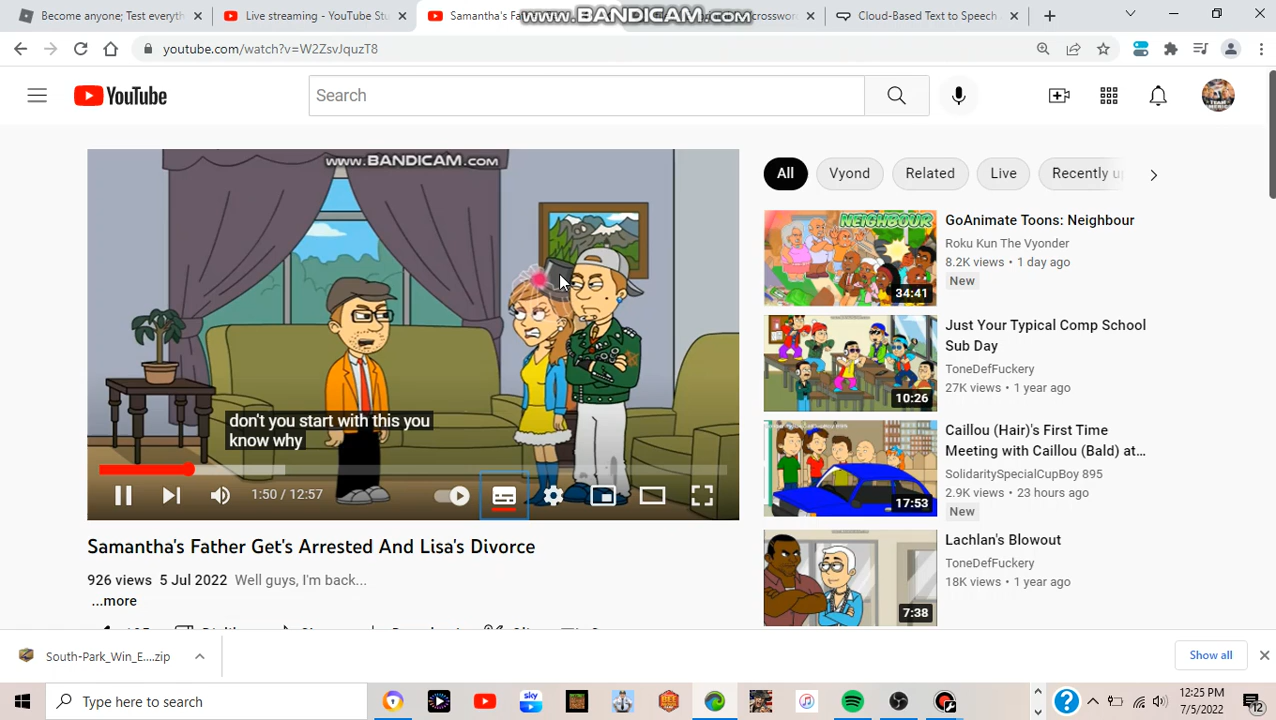 Become anyone; Test everyth
Live streaming - YouTube Stu
Samantha's Fa
www.BANDICAM.com
crossword
Cloud-Based Text to Speech
youtube.com/watch?v=W2ZsvJquzT8
YouTube
Search
www.BANDICAM.com
don't you start with this you
know why
1:50 / 12:57
Samantha's Father Get's Arrested And Lisa's Divorce
926 views 5 Jul 2022 Well guys, I'm back...
...more
All
Vyond
Related
Live
Recently u
NEIGHBOUR
34:41
GoAnimate Toons: Neighbour
Roku Kun The Vyonder
8.2K views • 1 day ago
New
10:26
Just Your Typical Comp School
Sub Day
ToneDefFuckery
27K views • 1 year ago
17:53
Caillou (Hair)'s First Time
Meeting with Caillou (Bald) at...
SolidaritySpecialCupBoy 895
2.9K views • 23 hours ago
New
7:38
Lachlan's Blowout
ToneDefFuckery
18K views • 1 year ago
South-Park_Win_E....zip
Show all
Type here to search
sky
12:25 PM
7/5/2022
12